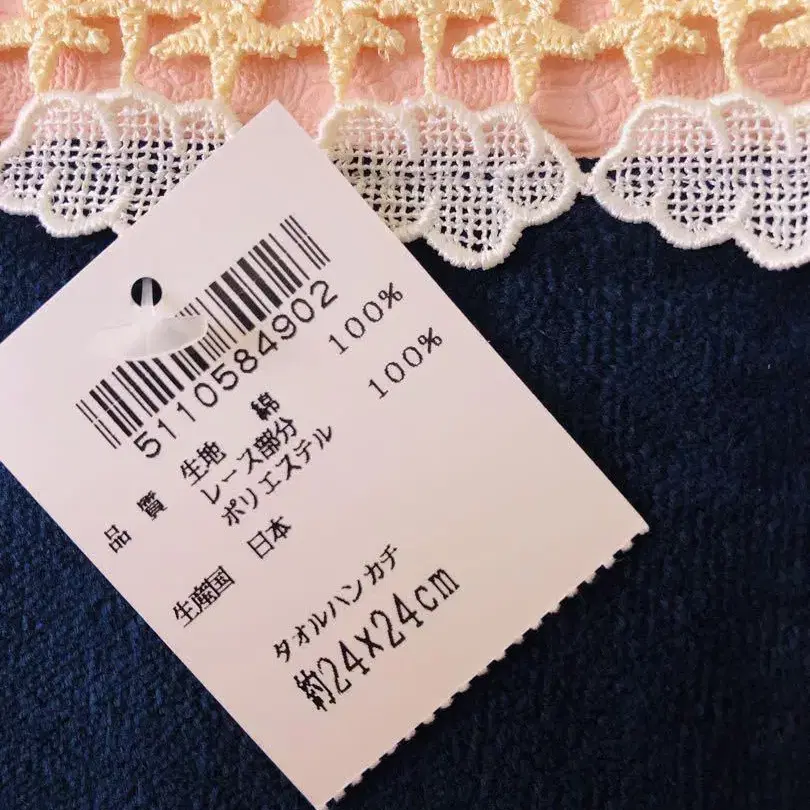 5110584902
品質 生地 綿 100%
レース部分
ポリエステル 100%
生産国 日本
タオルハンカチ
約24×24cm